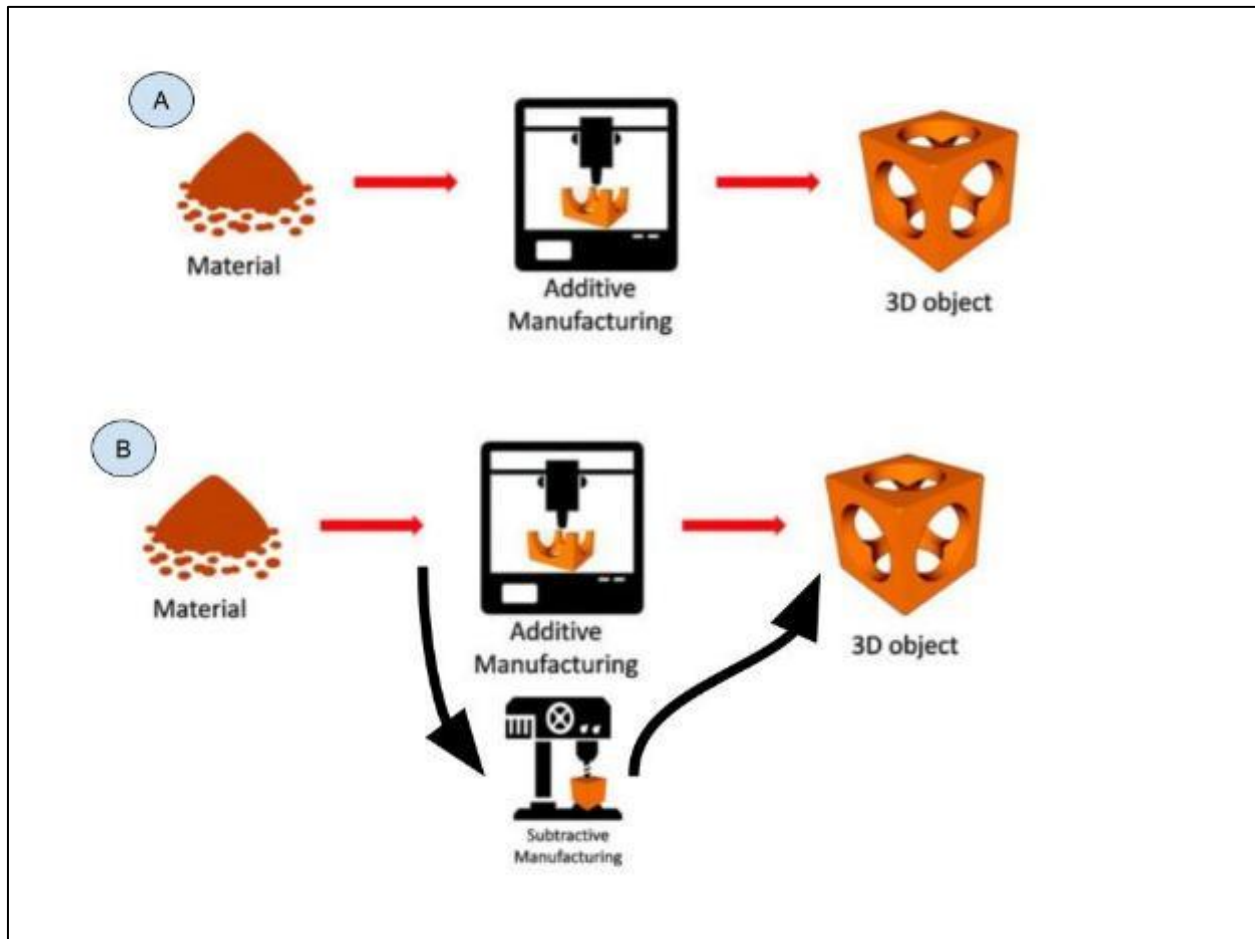 A
Material
Additive
Manufacturing
3D object
B
Material
Additive
Manufacturing
3D object
Subtractive
Manufacturing